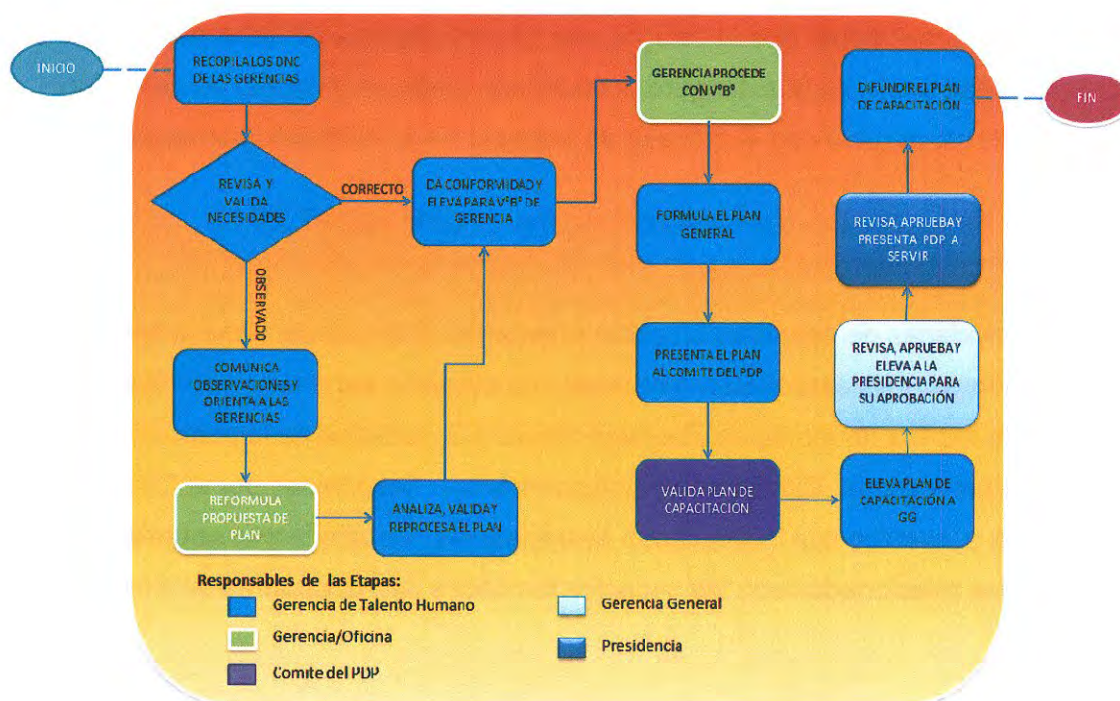 INICIO
RECOPILA LOS DNC
DE LAS GERENCIAS
REVISA Y
VALIDA
NECESIDADES
CORRECTO
OBSERVADO
COMUNICA
OBSERVACIONES Y
ORIENTA A LAS
GERENCIAS
REFORMULA
PROPUESTA DE
PLAN
ANALIZA, VALIDA Y
REPROCESA EL PLAN
DA CONFORMIDAD Y
ELEVA PARA V°B° DE
GERENCIA
GERENCIA PROCEDE
CON V°B°
FORMULA EL PLAN
GENERAL
PRESENTA EL PLAN
AL COMITE DEL PDP
VALIDA PLAN DE
CAPACITACION
ELEVA PLAN DE
CAPACITACIÓN A
GG
REVISA, APRUEBA Y
ELEVA A LA
PRESIDENCIA PARA
SU APROBACIÓN
REVISA, APRUEBA Y
PRESENTA PDP A
SERVIR
DIFUNDIR EL PLAN
DE CAPACITACIÓN
FIN
Responsables de las Etapas:
Gerencia de Talento Humano
Gerencia/Oficina
Comite del PDP
Gerencia General
Presidencia